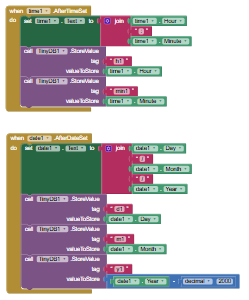 when time1 .AfterTimeSet
do set time1 . Text to join time1 . Hour
" : "
time1 . Minute
call TinyDB1 .StoreValue
tag " h1 "
valueToStore time1 . Hour
call TinyDB1 .StoreValue
tag " min1 "
valueToStore time1 . Minute
when date1 .AfterDateSet
do set date1 . Text to join date1 . Day
" / "
date1 . Month
" / "
date1 . Year
call TinyDB1 .StoreValue
tag " d1 "
valueToStore date1 . Day
call TinyDB1 .StoreValue
tag " m1 "
valueToStore date1 . Month
call TinyDB1 .StoreValue
tag " y1 "
valueToStore date1 . Year - decimal 2000